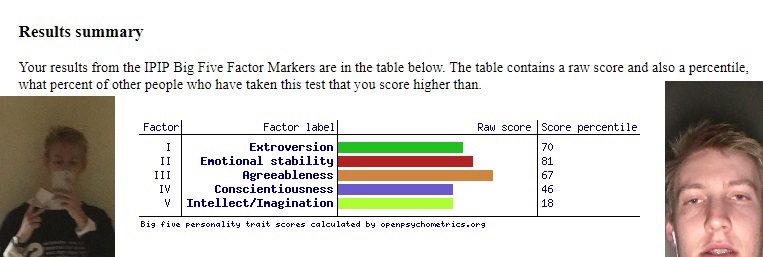 Results summary
Your results from the IPIP Big Five Factor Markers are in the table below. The table contains a raw score and also a percentile,
what percent of other people who have taken this test that you score higher than.
Factor Factor label Raw score Score percentile
I Extroversion 70
II Emotional stability 81
III Agreeableness 67
IV Conscientiousness 46
V Intellect/Imagination 18
Big five personality trait scores calculated by openpsychometrics.org